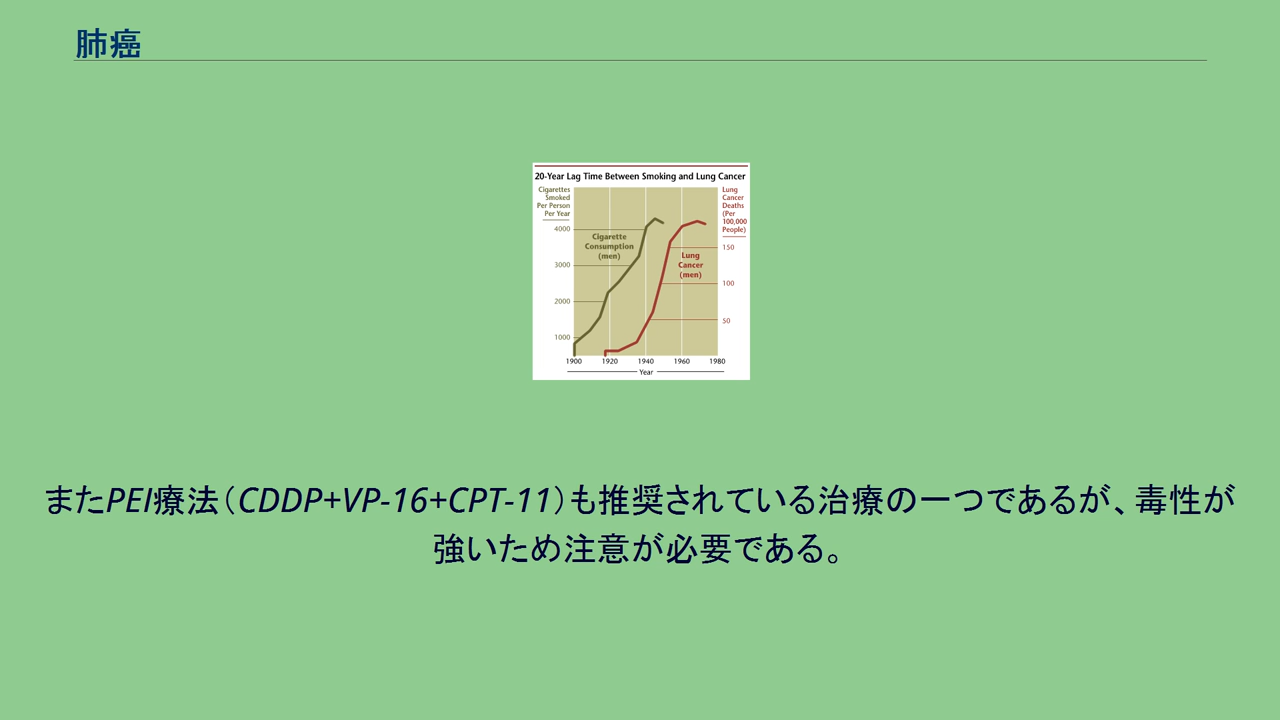 肺癌
20-Year Lag Time Between Smoking and Lung Cancer
Cigarettes
Smoked
Per Person
Per Year
Lung
Cancer
Deaths
(Per
100,000
People)
4000
3000
2000
1000
Cigarette
Consumption
(men)
Lung
Cancer
(men)
150
100
50
1900 1920 1940 1960 1980
Year
またPEI療法（CDDP+VP-16+CPT-11）も推奨されている治療の一つであるが、毒性が
強いため注意が必要である。